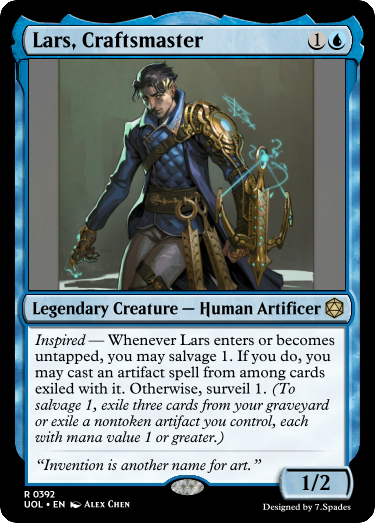 Lars, Craftsmaster 1
Legendary Creature — Human Artificer
Inspired — Whenever Lars enters or becomes
untapped, you may salvage 1. If you do, you
may cast an artifact spell from among cards
exiled with it. Otherwise, surveil 1. (To
salvage 1, exile three cards from your graveyard
or exile a nontoken artifact you control, each
with mana value 1 or greater.)
“Invention is another name for art.”
1/2
R 0392
UOL • EN Alex Chen
Designed by 7.Spades